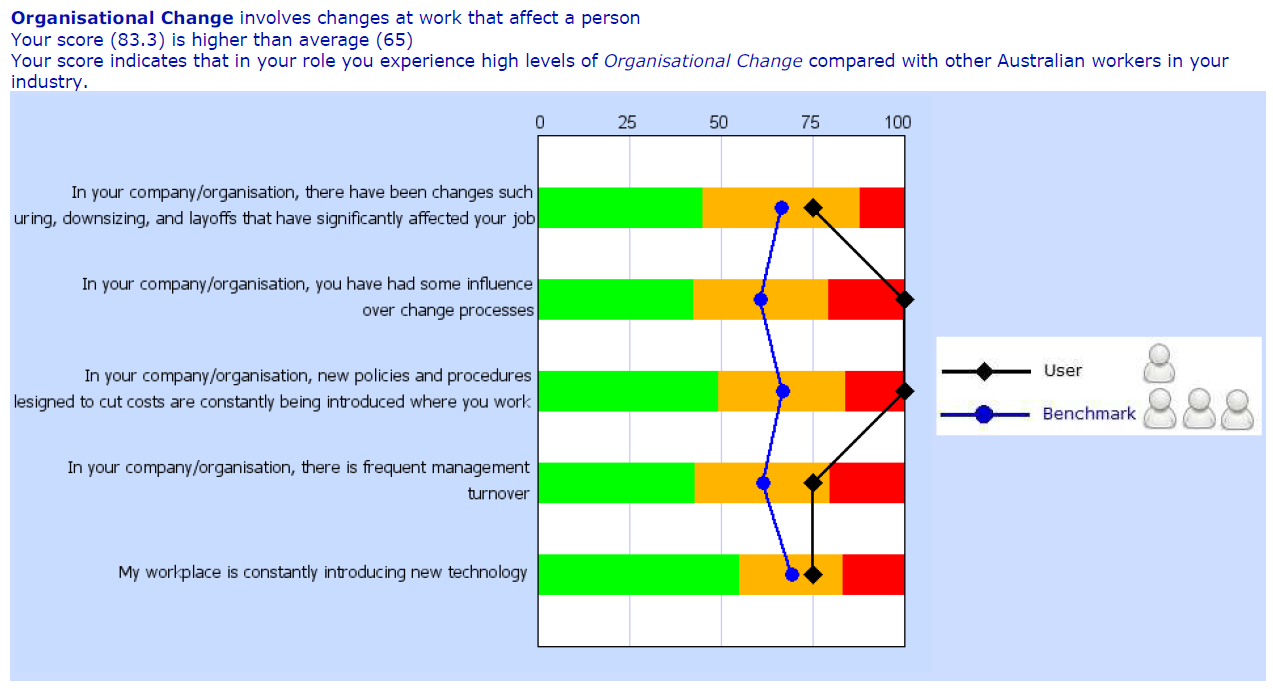 Organisational Change involves changes at work that affect a person
Your score (83.3) is higher than average (65)
Your score indicates that in your role you experience high levels of Organisational Change compared with other Australian workers in your
industry.
0 25 50 75 100
In your company/organisation, there have been changes such
uring, downsizing, and layoffs that have significantly affected your job
In your company/organisation, you have had some influence
over change processes
In your company/organisation, new policies and procedures
lesigned to cut costs are constantly being introduced where you work
In your company/organisation, there is frequent management
turnover
My workplace is constantly introducing new technology
User
Benchmark